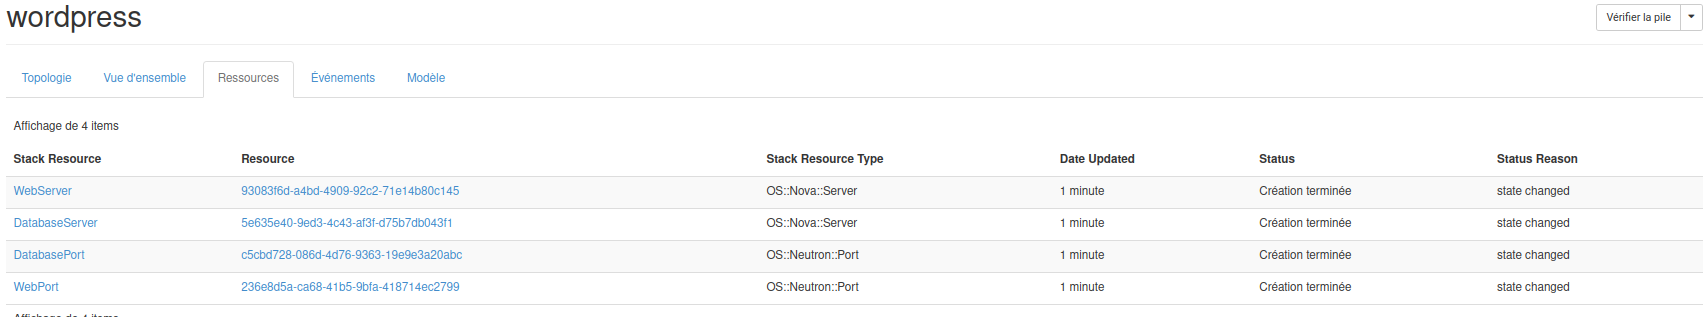 wordpress
Vérifier la pile
Topologie Vue d'ensemble Ressources Événements Modèle
Affichage de 4 items
Stack Resource Resource Stack Resource Type Date Updated Status Status Reason
WebServer 93083f6d-a4bd-4909-92c2-71e14b80c145 OS::Nova::Server 1 minute Création terminée state changed
DatabaseServer 5e635e40-9ed3-4c43-af3f-d75b7db043f1 OS::Nova::Server 1 minute Création terminée state changed
DatabasePort c5cbd728-086d-4d76-9363-19e9e3a20abc OS::Neutron::Port 1 minute Création terminée state changed
WebPort 236e8d5a-ca68-41b5-9bfa-418714ec2799 OS::Neutron::Port 1 minute Création terminée state changed
Affichage de 4 items